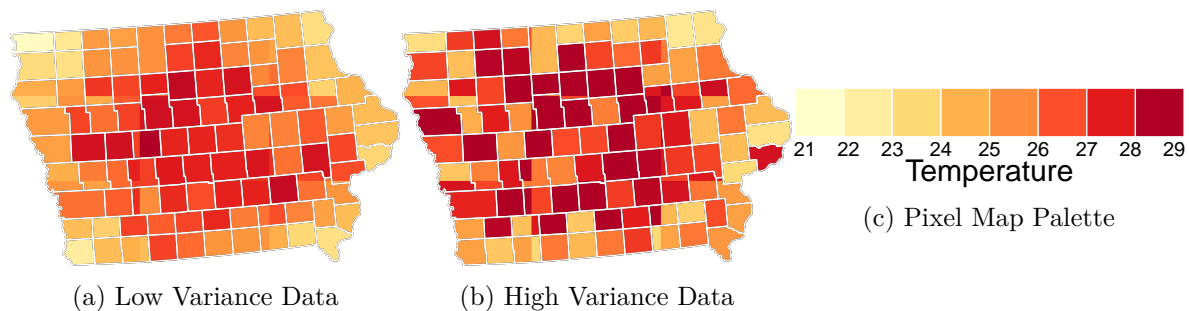 21 22 23 24 25 26 27 28 29
Temperature
(c) Pixel Map Palette
(a) Low Variance Data
(b) High Variance Data